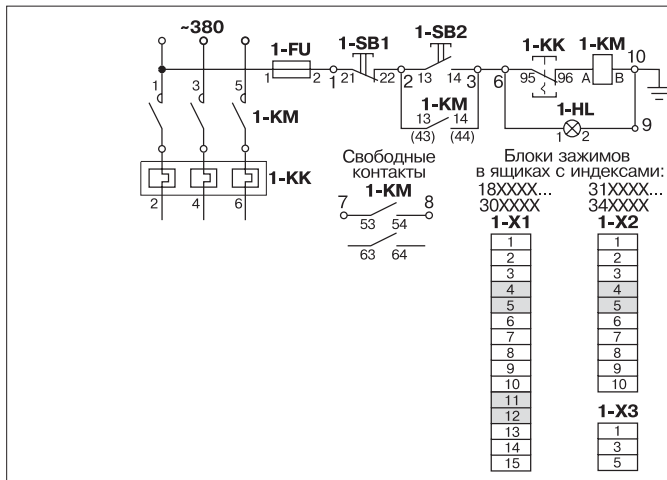 ~380
1-FU
1-SB1
1-SB2
1-KK
1-KM
10
1
3
5
1
2
1
21
22
2
13
14
3
6
95
96
A
B
1-KM
1-KM
13
14
(43)
(44)
1-HL
1
2
9
1-KK
2
4
6
Свободные
контакты
1-KM
7
8
53
54
63
64
Блоки зажимов
в ящиках с индексами:
18XXXX...
30XXXX
31XXXX...
34XXXX
1-X1
1
2
3
4
5
6
7
8
9
10
11
12
13
14
15
1-X2
1
2
3
4
5
6
7
8
9
10
1-X3
1
3
5